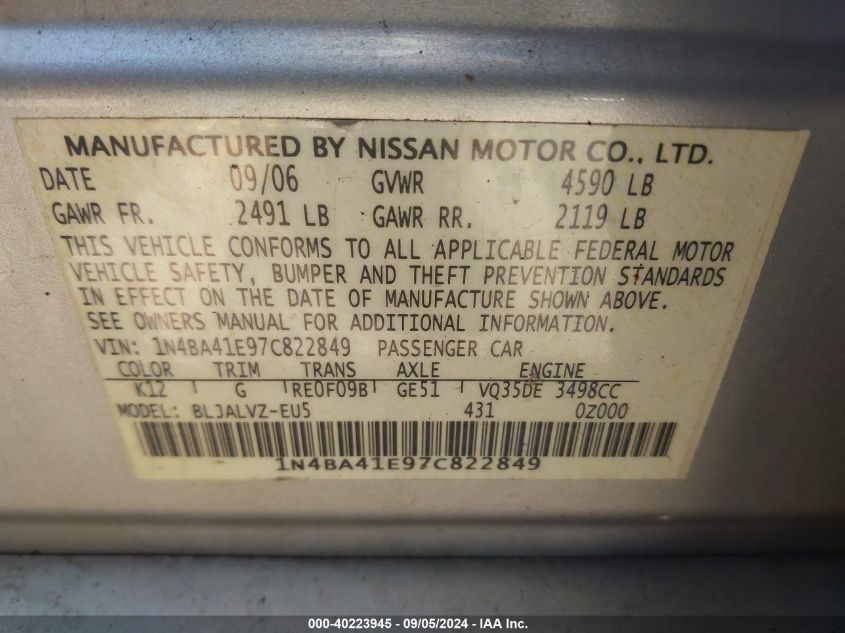 MANUFACTURED BY NISSAN MOTOR CO., LTD.
DATE 09/06 GVWR 4590 LB
GAWR FR. 2491 LB GAWR RR. 2119 LB
THIS VEHICLE CONFORMS TO ALL APPLICABLE FEDERAL MOTOR
VEHICLE SAFETY, BUMPER AND THEFT PREVENTION STANDARDS
IN EFFECT ON THE DATE OF MANUFACTURE SHOWN ABOVE.
SEE OWNERS MANUAL FOR ADDITIONAL INFORMATION.
VIN: 1N4BA41E97C822849 PASSENGER CAR
COLOR TRIM TRANS AXLE ENGINE
K12 G RE0F09B GE51 VQ35DE 3498CC
MODEL: BLJALVZ-EU5 431 0Z000
1N4BA41E97C822849
000-40223945 - 09/05/2024 - IAA Inc.